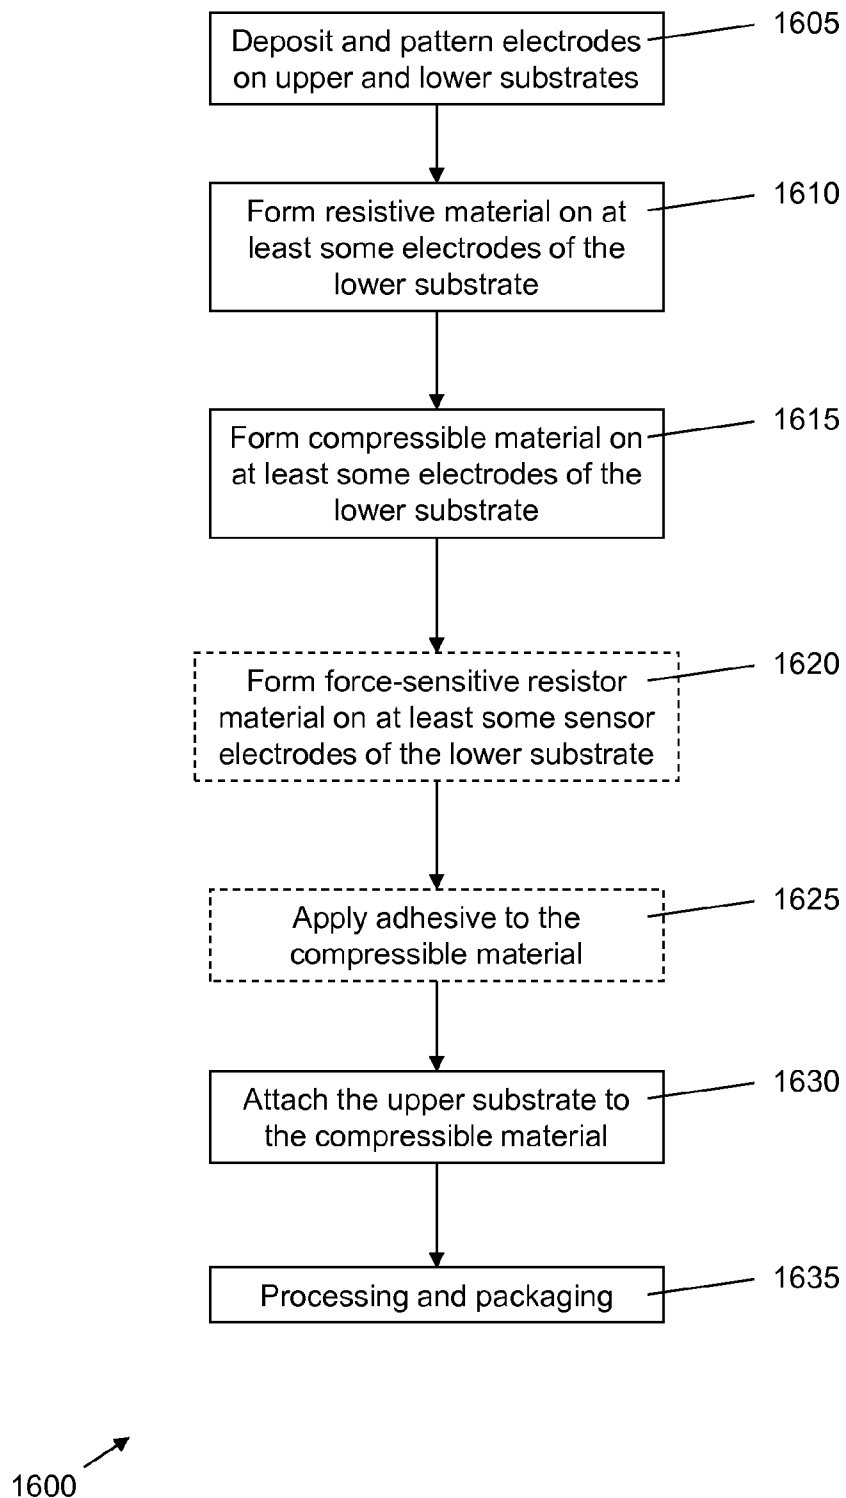 1605
Deposit and pattern electrodes
on upper and lower substrates
1610
Form resistive material on at
least some electrodes of the
lower substrate
1615
Form compressible material on
at least some electrodes of the
lower substrate
1620
Form force-sensitive resistor
material on at least some sensor
electrodes of the lower substrate
1625
Apply adhesive to the
compressible material
1630
Attach the upper substrate to
the compressible material
1635
Processing and packaging
1600